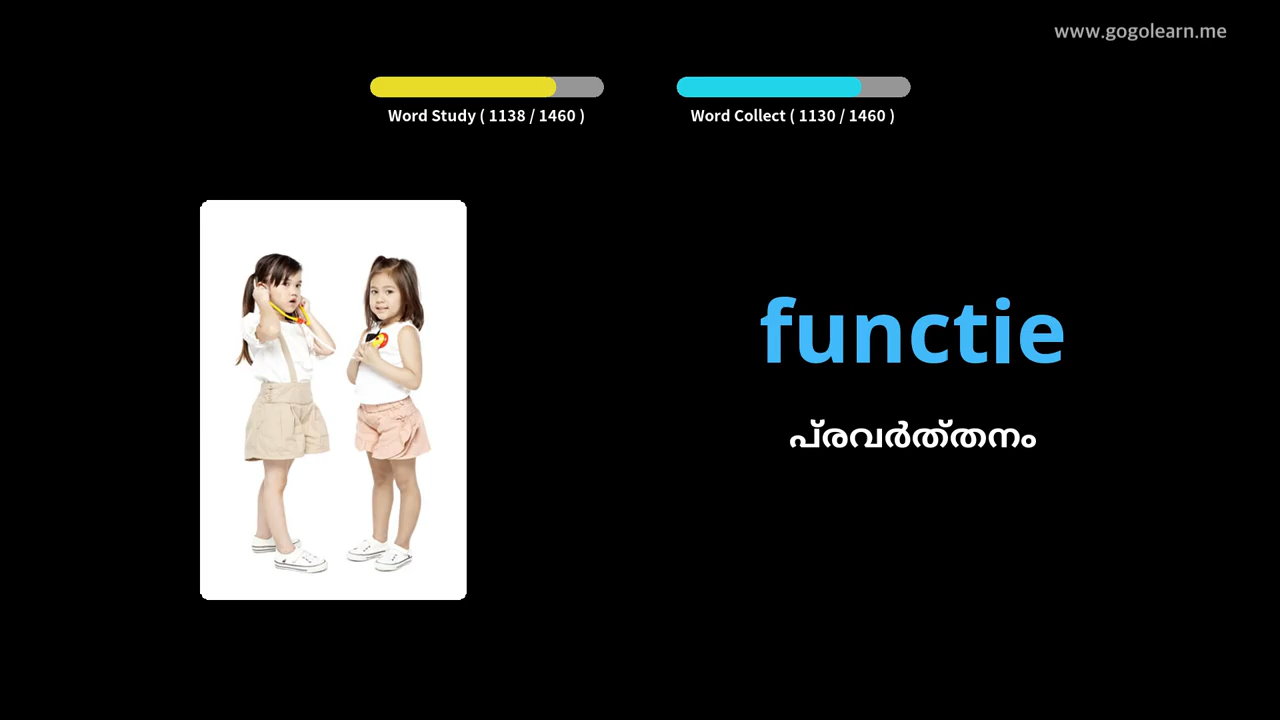 www.gogolearn.me
Word Study ( 1138 / 1460 )
Word Collect ( 1130 / 1460 )
functie
പ്രവർത്തനം